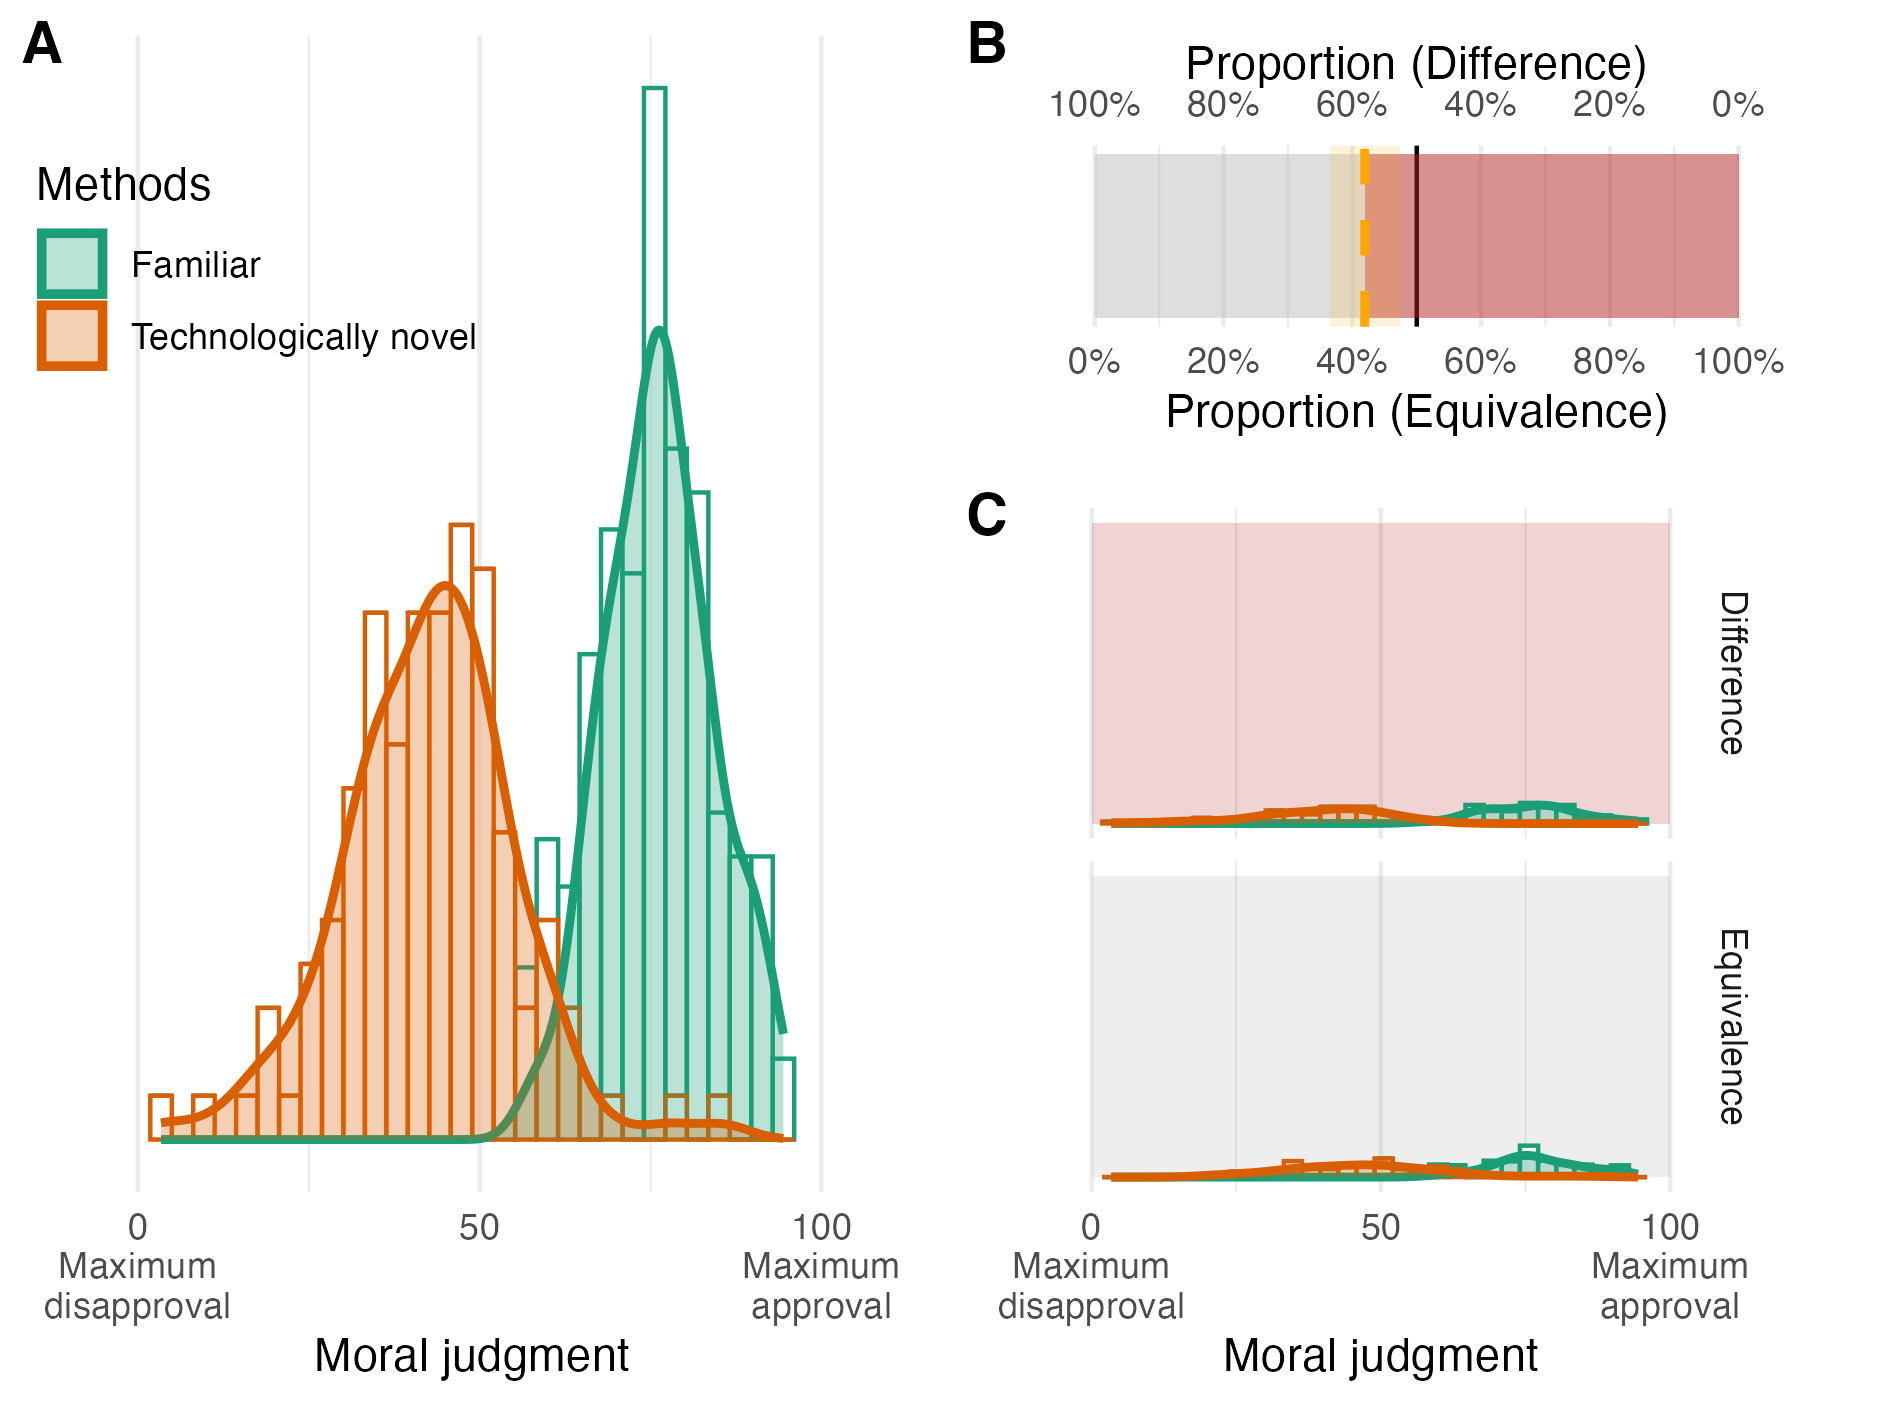 A
Methods
Familiar
Technologically novel
0
50
100
Maximum
disapproval
Maximum
approval
Moral judgment
B
Proportion (Difference)
100%
80%
60%
40%
20%
0%
0%
20%
40%
60%
80%
100%
Proportion (Equivalence)
C
Difference
Equivalence
0
50
100
Maximum
disapproval
Maximum
approval
Moral judgment